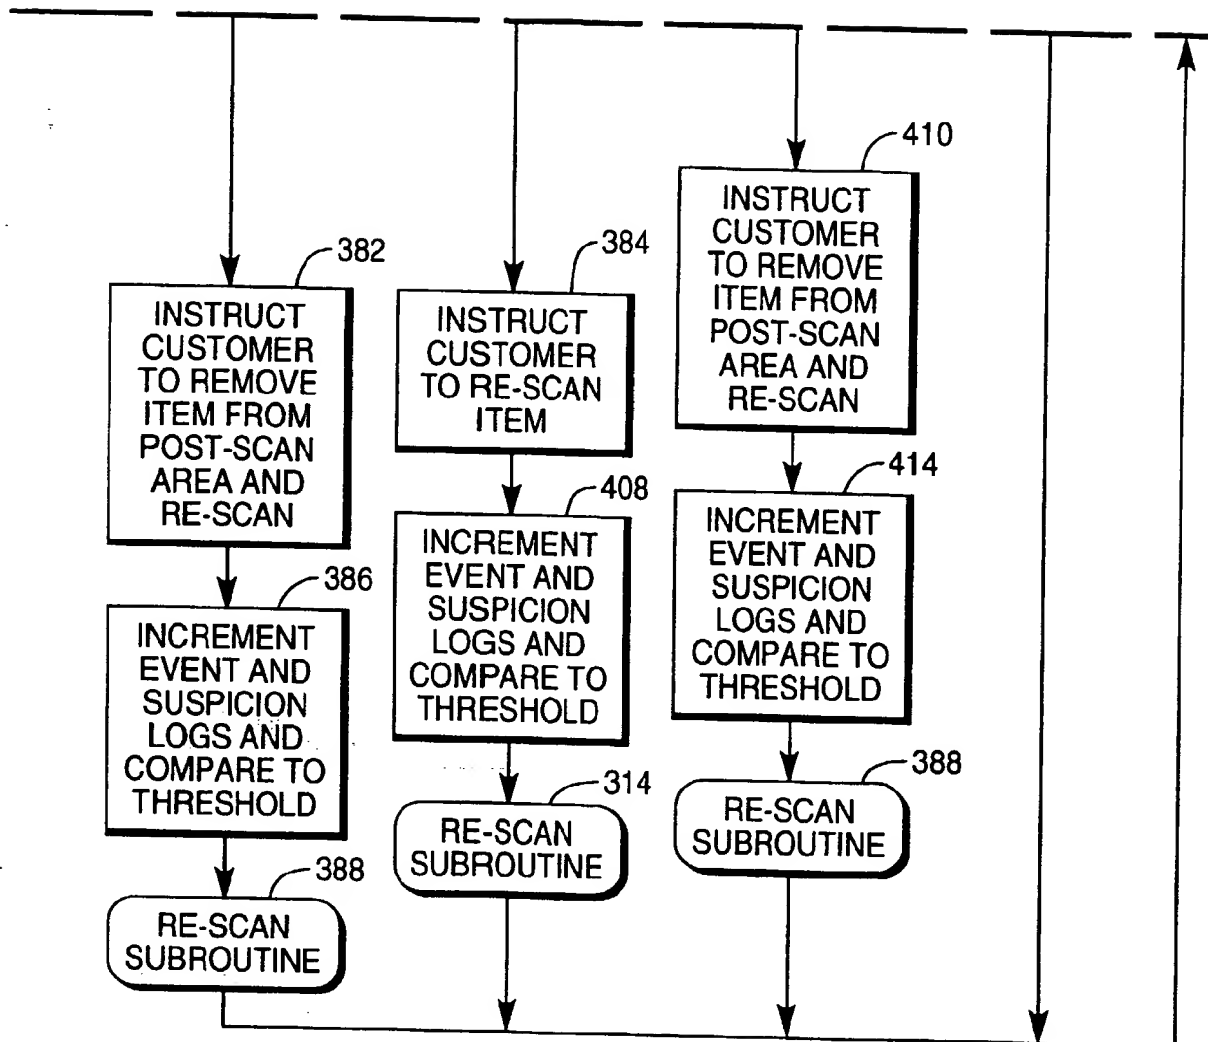 382
INSTRUCT
CUSTOMER
TO REMOVE
ITEM FROM
POST-SCAN
AREA AND
RE-SCAN
386
INCREMENT
EVENT AND
SUSPICION
LOGS AND
COMPARE TO
THRESHOLD
388
RE-SCAN
SUBROUTINE
384
INSTRUCT
CUSTOMER
TO RE-SCAN
ITEM
408
INCREMENT
EVENT AND
SUSPICION
LOGS AND
COMPARE TO
THRESHOLD
314
RE-SCAN
SUBROUTINE
410
INSTRUCT
CUSTOMER
TO REMOVE
ITEM FROM
POST-SCAN
AREA AND
RE-SCAN
414
INCREMENT
EVENT AND
SUSPICION
LOGS AND
COMPARE TO
THRESHOLD
388
RE-SCAN
SUBROUTINE